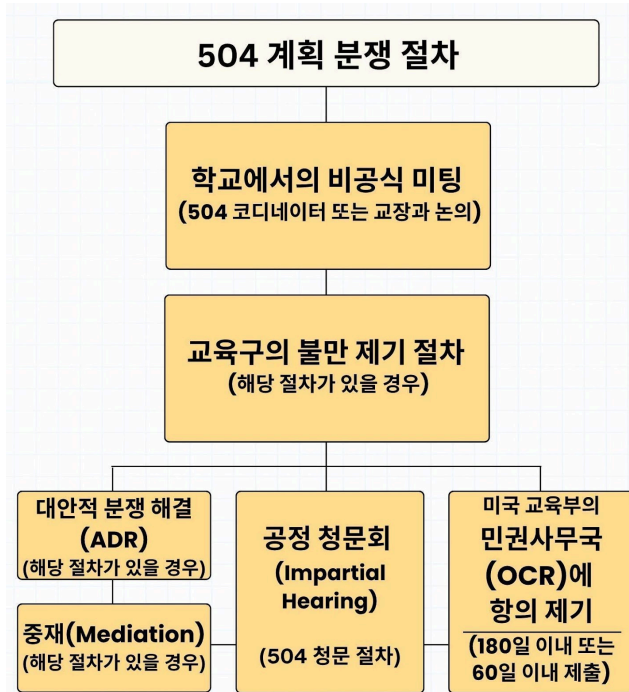 504 계획 분쟁 절차
학교에서의 비공식 미팅
(504 코디네이터 또는 교장과 논의)
교육구의 불만 제기 절차
(해당 절차가 있을 경우)
대안적 분쟁 해결
(ADR)
(해당 절차가 있을 경우)
중재(Mediation)
(해당 절차가 있을 경우)
공정 청문회
(Impartial
Hearing)
(504 청문 절차)
미국 교육부의
민권사무국
(OCR)에
항의 제기
(180일 이내 또는
60일 이내 제출)